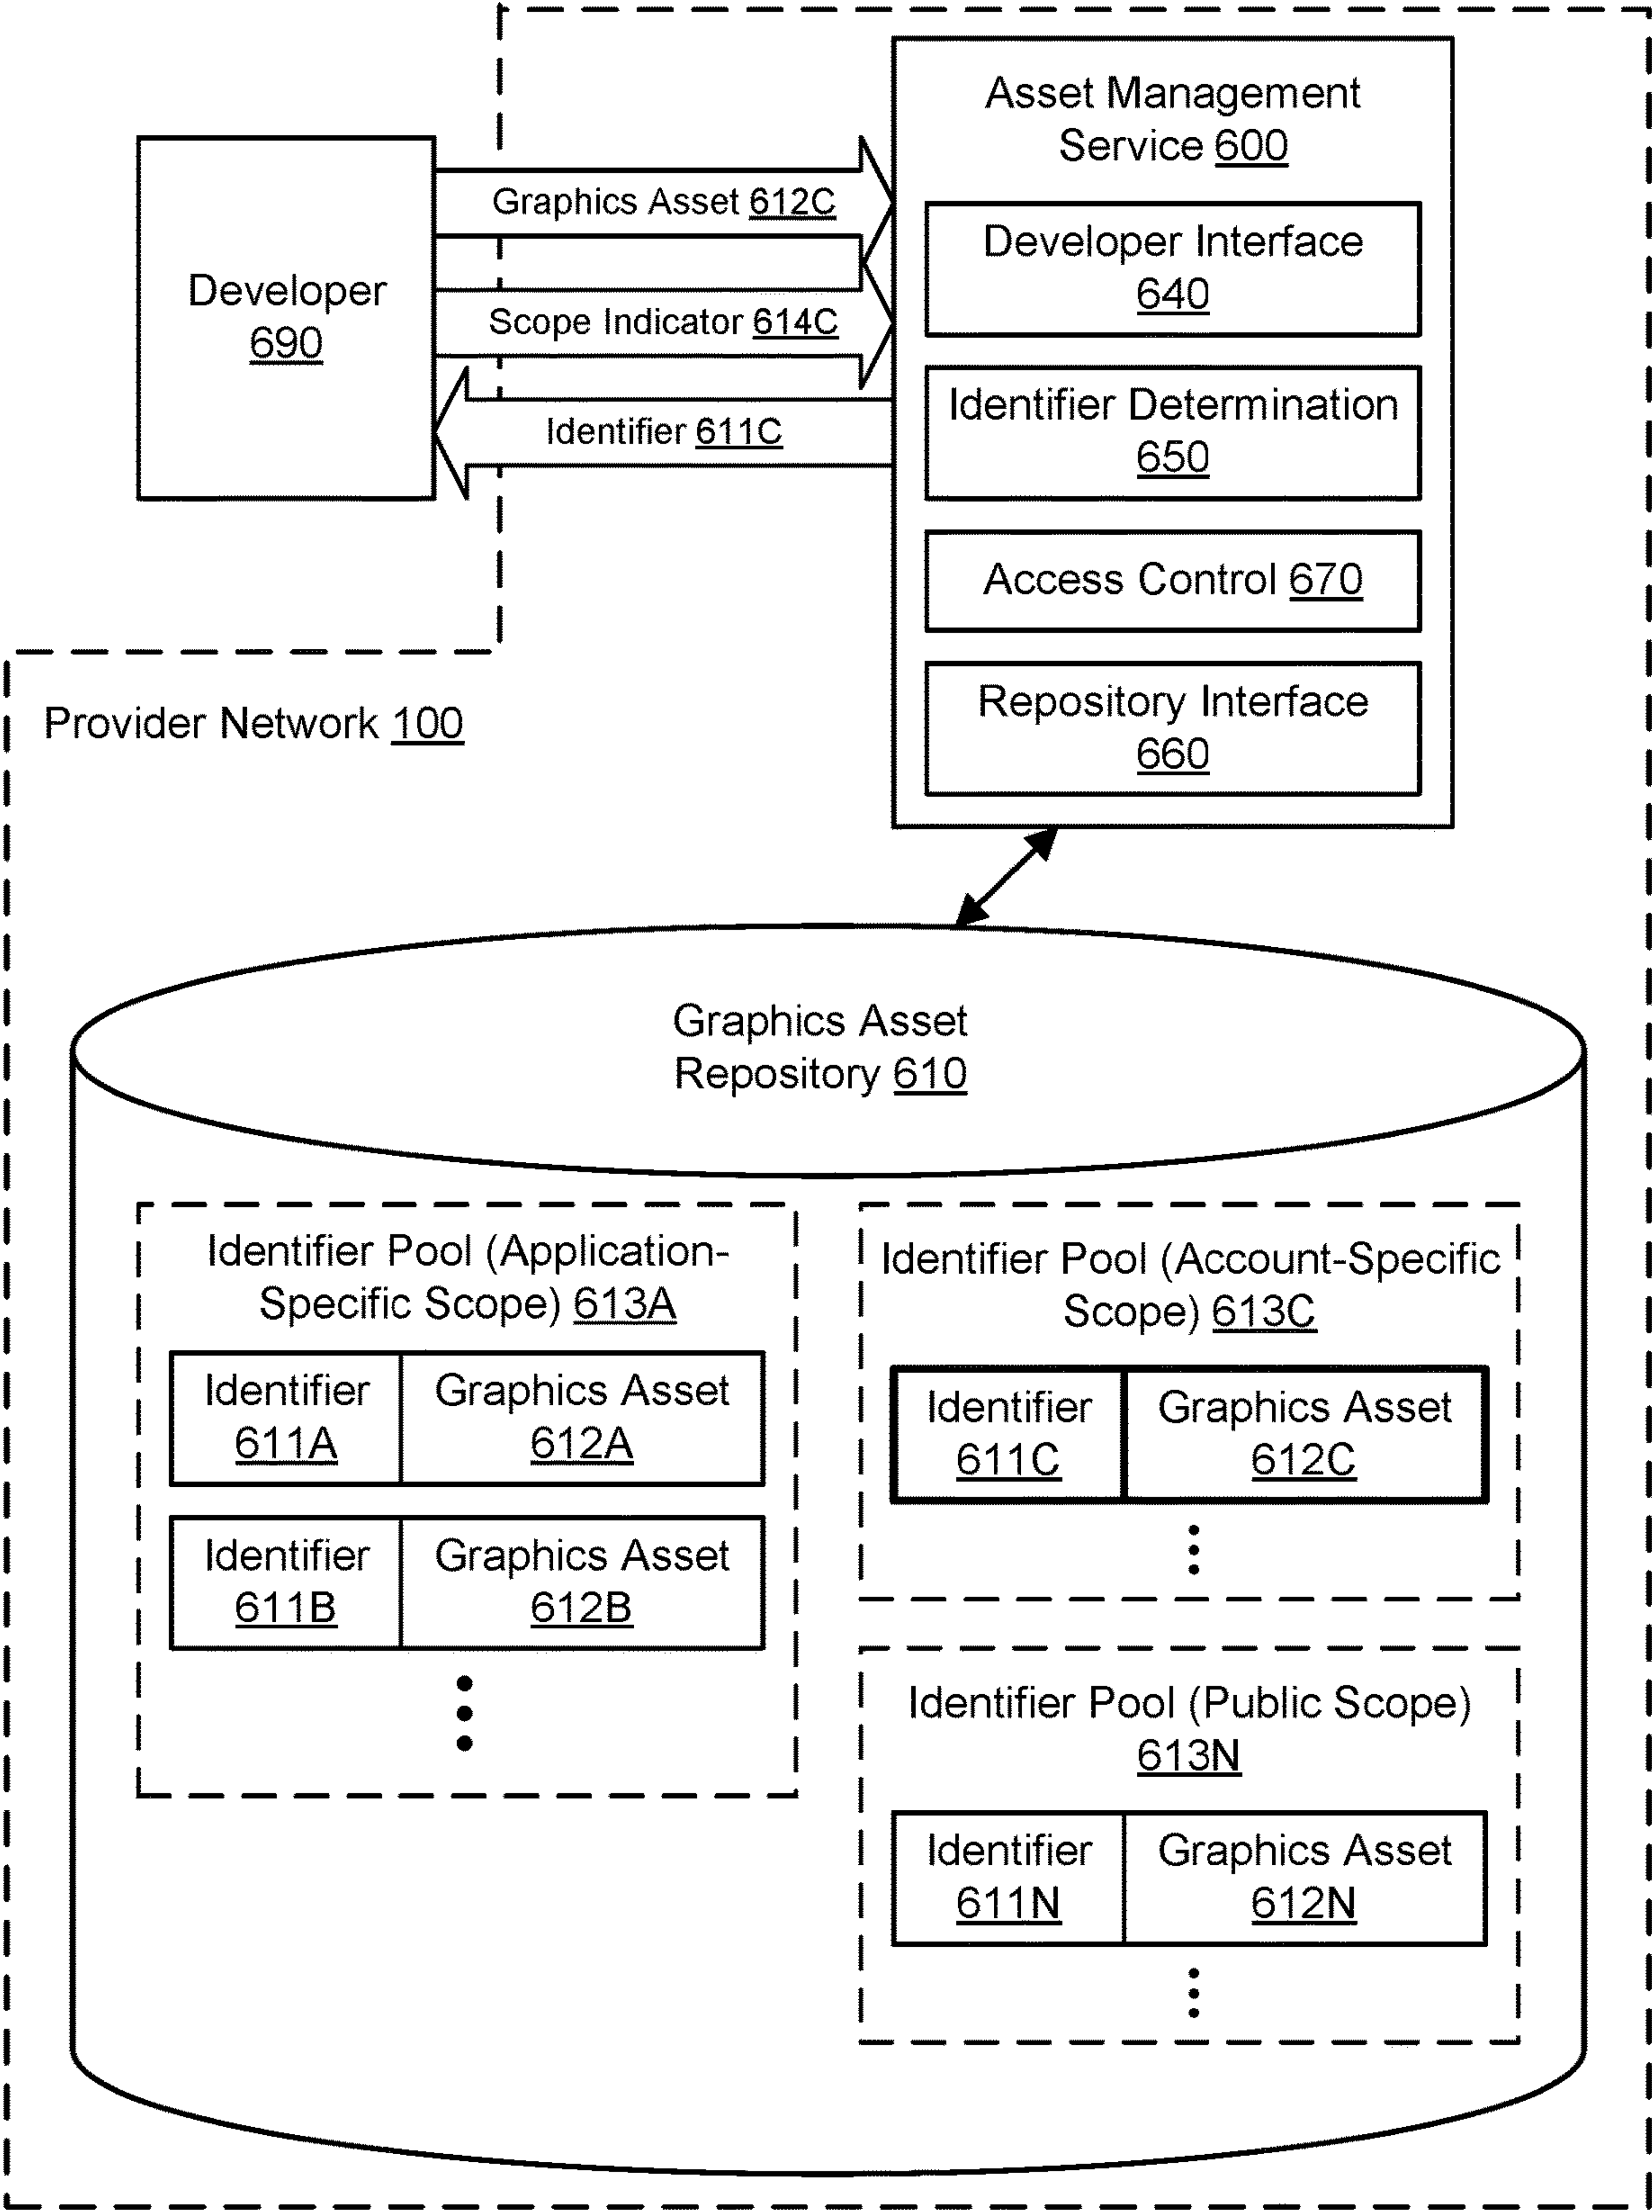 Asset Management
Service 600
Developer
690
Graphics Asset 612C
Scope Indicator 614C
Identifier 611C
Developer Interface
640
Identifier Determination
650
Access Control 670
Repository Interface
660
Provider Network 100
Graphics Asset
Repository 610
Identifier Pool (Application-
Specific Scope) 613A
Identifier
611A
Graphics Asset
612A
Identifier
611B
Graphics Asset
612B
Identifier Pool (Account-Specific
Scope) 613C
Identifier
611C
Graphics Asset
612C
Identifier Pool (Public Scope)
613N
Identifier
611N
Graphics Asset
612N